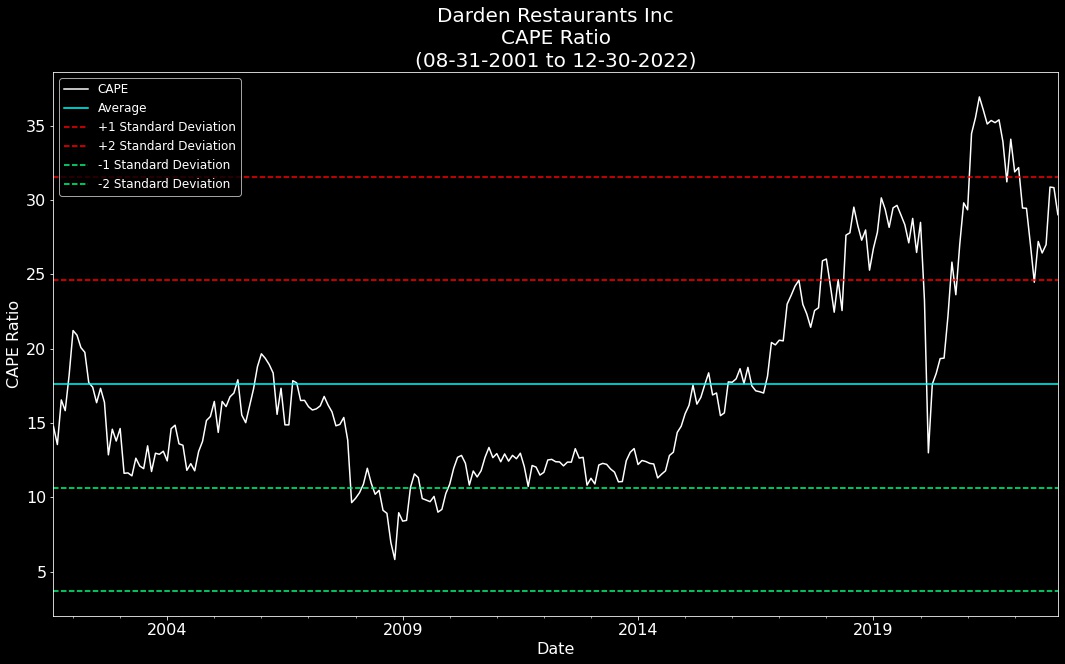 Darden Restaurants Inc
CAPE Ratio
(08-31-2001 to 12-30-2022)
CAPE
Average
+1 Standard Deviation
+2 Standard Deviation
-1 Standard Deviation
-2 Standard Deviation
CAPE Ratio
35
30
25
20
15
10
5
2004
2009
2014
2019
Date